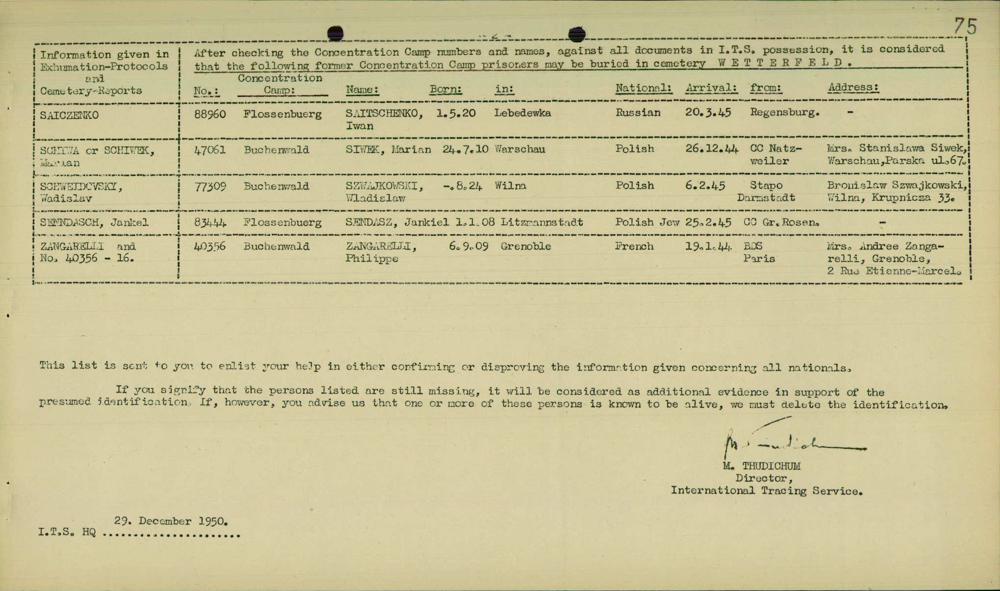 75
- 2 -
Information given in Exhumation-Protocols and Cemetery-Reports
After checking the Concentration Camp numbers and names, against all documents in I.T.S. possession, it is considered
that the following former Concentration Camp prisoners may be buried in cemetery W E T T E R F E L D .
No.: Concentration Camp: Name: Born: in: National: Arrival: from: Address:
SAICZENKO 88960 Flossenbuerg SAITSCHENKO, 1.5.20 Lebedewka Russian 20.3.45 Regensburg. -
Iwan
SCHIWA or SCHIWEK, 47061 Buchenwald SIWEK, Marian 24.7.10 Warschau Polish 26.12.44 CC Natz- Mrs. Stanislawa Siwek,
Marian weiler Warschau,Parska ul.67.
SCHWEIDOVSKI, 77309 Buchenwald SZWAJKOWSKI, -.8.24 Wilna Polish 6.2.45 Stapo Bronislaw Szwajkowski,
Wadislav Wladislaw Darmstadt Wilna, Krupnicza 33.
SEENDASCH, Jankel 83444 Flossenbuerg SENDASZ, Jankiel 1.1.08 Litzmannstadt Polish Jew 25.2.45 CC Gr.Rosen. -
ZANGARELLI and 40356 Buchenwald ZANGARELLI, 6.9.09 Grenoble French 19.1.44 BDS Mrs. Andree Zanga-
No. 40356 - 16. Philippe Paris relli, Grenoble,
2 Rue Etienne-Marcel.
This list is sent to you to enlist your help in either confirming or disproving the information given concerning all nationals.
If you signify that the persons listed are still missing, it will be considered as additional evidence in support of the
presumed identification. If, however, you advise us that one or more of these persons is known to be alive, we must delete the identification.
M. Thudichum
M. THUDICHUM
Director,
International Tracing Service.
29. December 1950.
I.T.S. HQ ......................